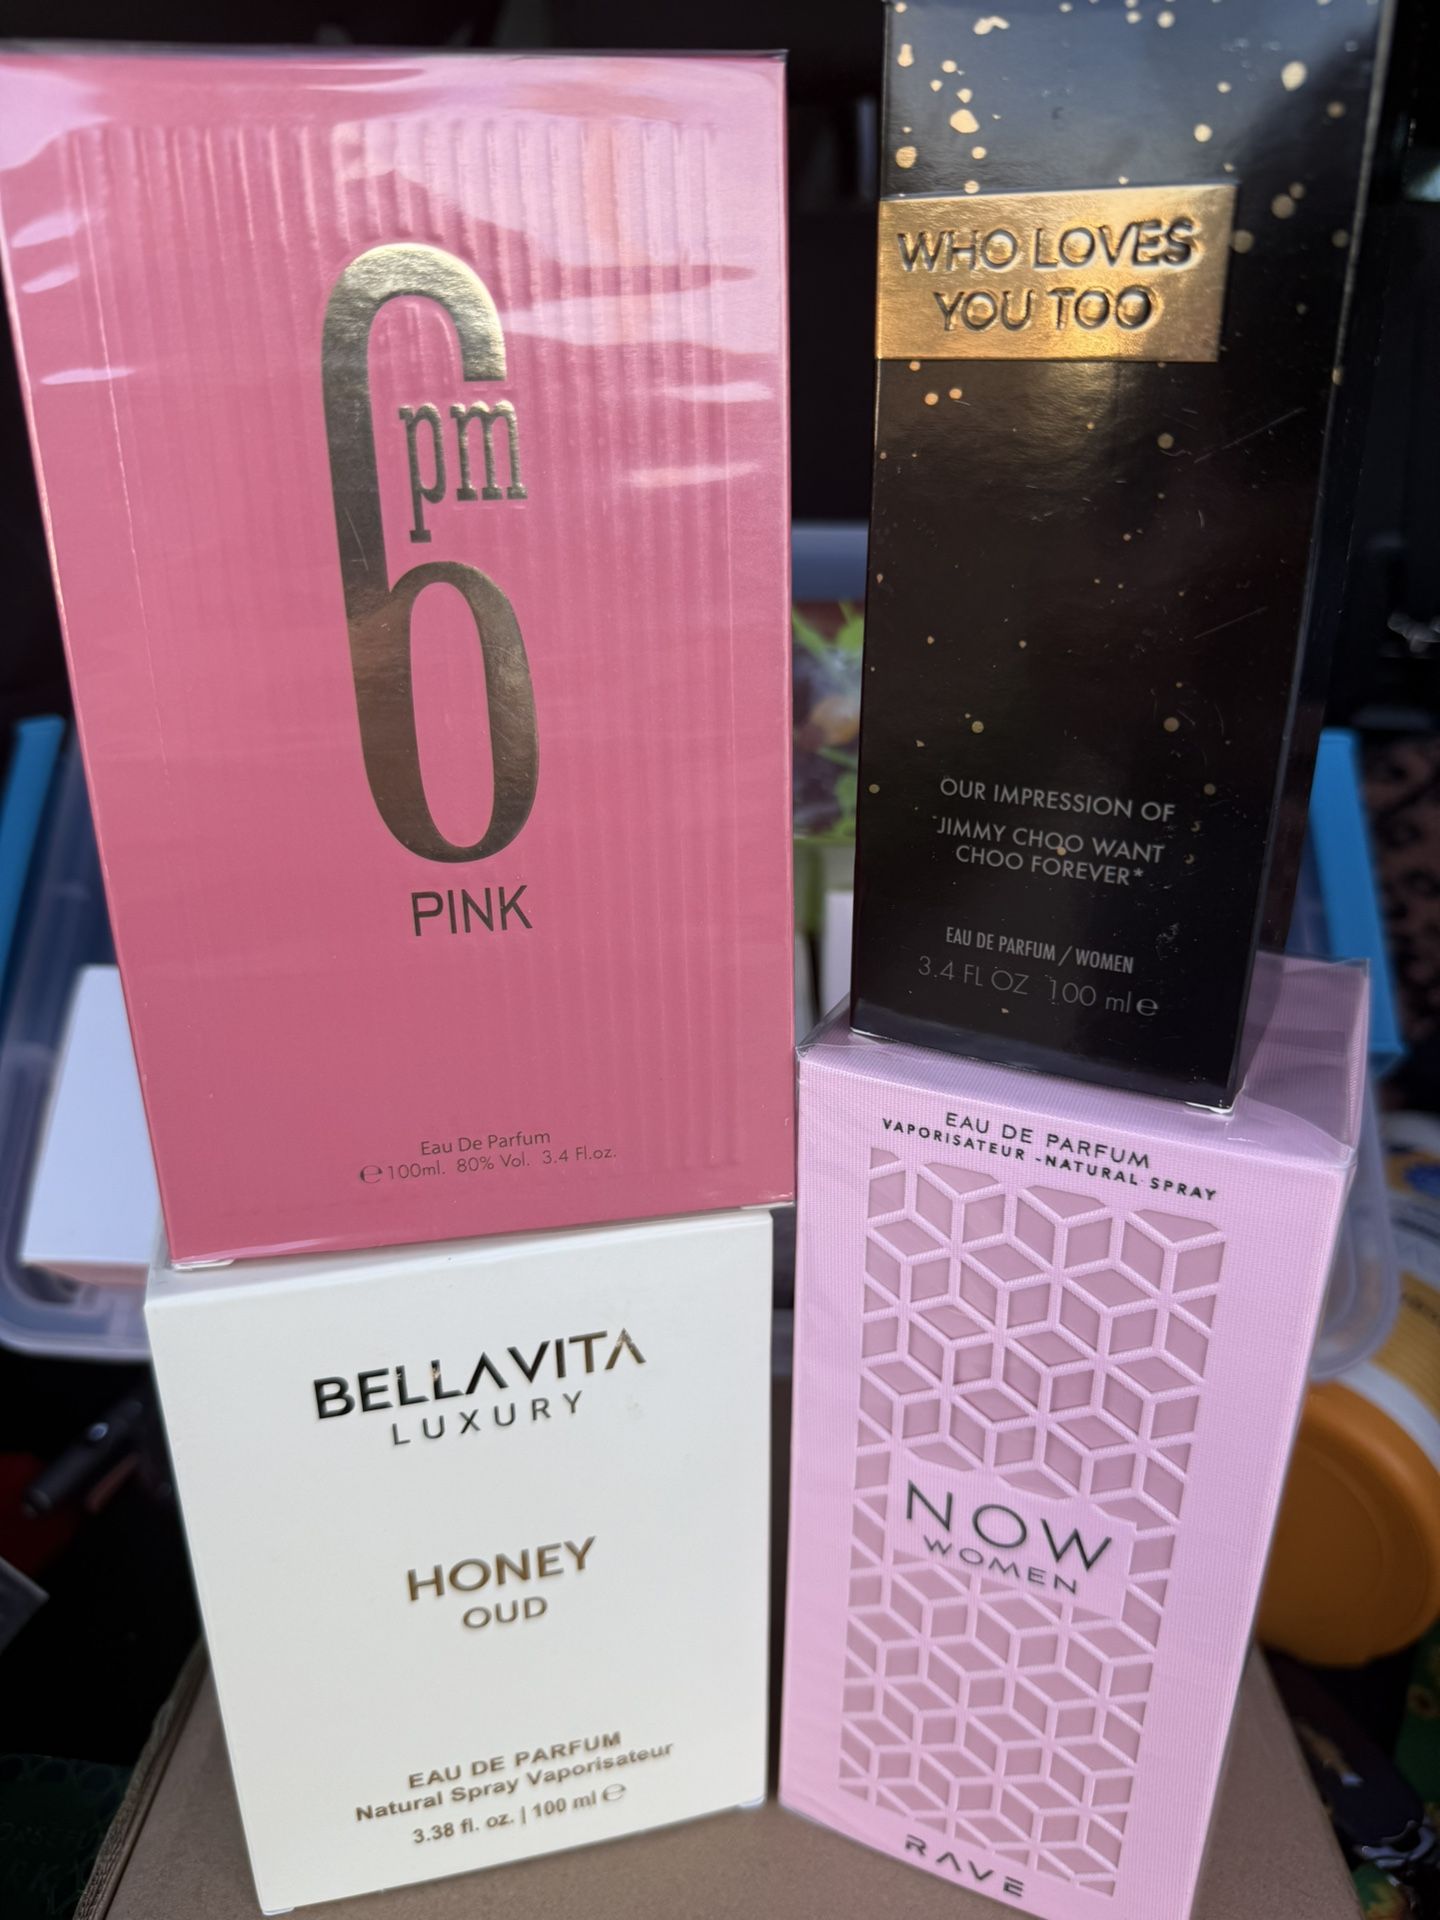 6
pm
PINK
Eau De Parfum
℮100ml. 80% Vol. 3.4 Fl.oz.
WHO LOVES
YOU TOO
OUR IMPRESSION OF
JIMMY CHOO WANT
CHOO FOREVER*
EAU DE PARFUM / WOMEN
3.4 FL OZ 100 ml℮
BELLAVITA
LUXURY
HONEY
OUD
EAU DE PARFUM
Natural Spray Vaporisateur
3.38 fl. oz. | 100 ml ℮
EAU DE PARFUM
VAPORISATEUR -NATURAL SPRAY
NOW
WOMEN
RAVE